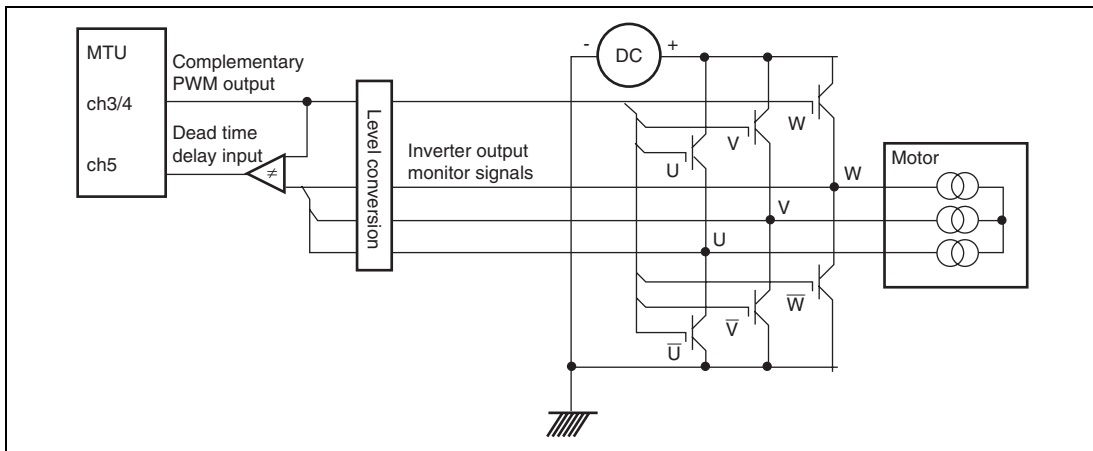 MTU
ch3/4
ch5
Complementary
PWM output
Dead time
delay input
≠
Level conversion
Inverter output
monitor signals
-
DC
+
W
V
U
W
V
U
W̅
V̅
U̅
Motor